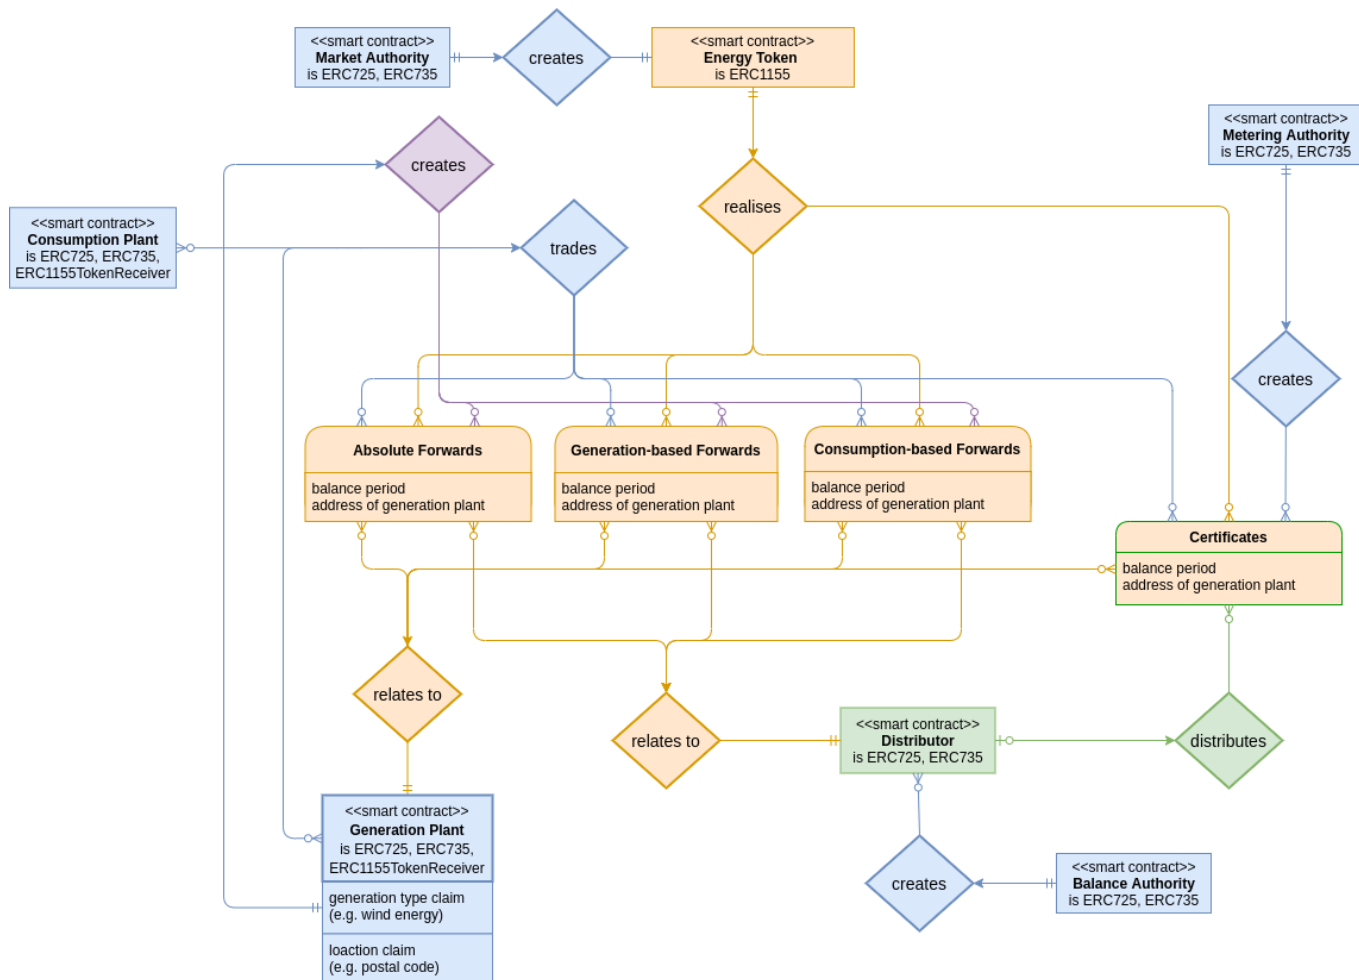 <<smart contract>>
Market Authority
is ERC725, ERC735
creates
<<smart contract>>
Energy Token
is ERC1155
<<smart contract>>
Metering Authority
is ERC725, ERC735
creates
realises
<<smart contract>>
Consumption Plant
is ERC725, ERC735,
ERC1155TokenReceiver
trades
creates
Absolute Forwards
balance period
address of generation plant
Generation-based Forwards
balance period
address of generation plant
Consumption-based Forwards
balance period
address of generation plant
Certificates
balance period
address of generation plant
relates to
relates to
<<smart contract>>
Distributor
is ERC725, ERC735
distributes
<<smart contract>>
Generation Plant
is ERC725, ERC735,
ERC1155TokenReceiver
generation type claim
(e.g. wind energy)
loaction claim
(e.g. postal code)
creates
<<smart contract>>
Balance Authority
is ERC725, ERC735